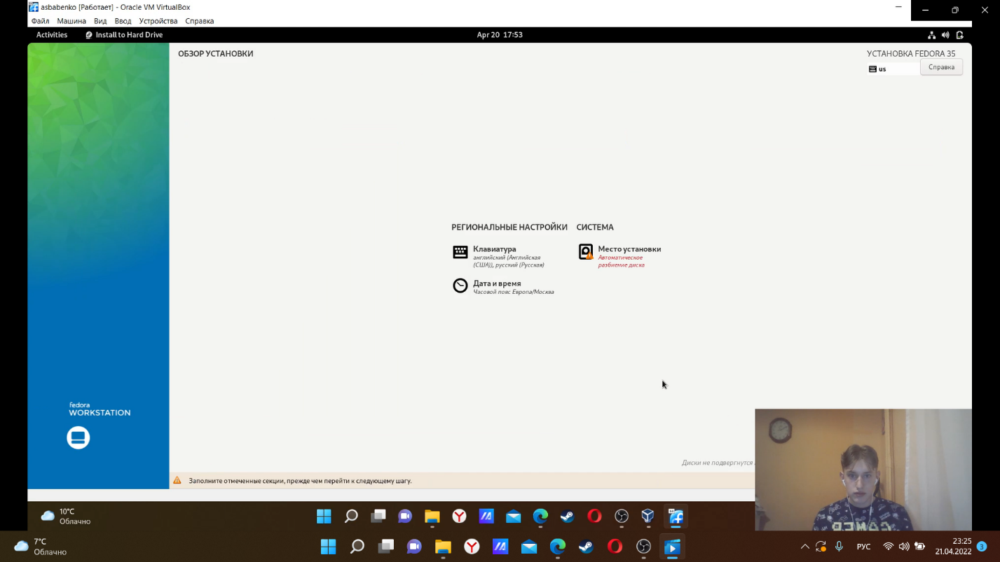 asbabenko [Работает] - Oracle VM VirtualBox
Файл Машина Вид Ввод Устройства Справка
Activities Install to Hard Drive Apr 20 17:53
ОБЗОР УСТАНОВКИ
УСТАНОВКА FEDORA 35
us
Справка
РЕГИОНАЛЬНЫЕ НАСТРОЙКИ
Клавиатура
английский (Английская
(США)), русский (Русская)
Дата и время
Часовой пояс Европа/Москва
СИСТЕМА
Место установки
Автоматическое
разбиение диска
fedora
WORKSTATION
Диски не подвергнутся
Заполните отмеченные секции, прежде чем перейти к следующему шагу.
10°C
Облачно
7°C
Облачно
РУС
23:25
21.04.2022
3